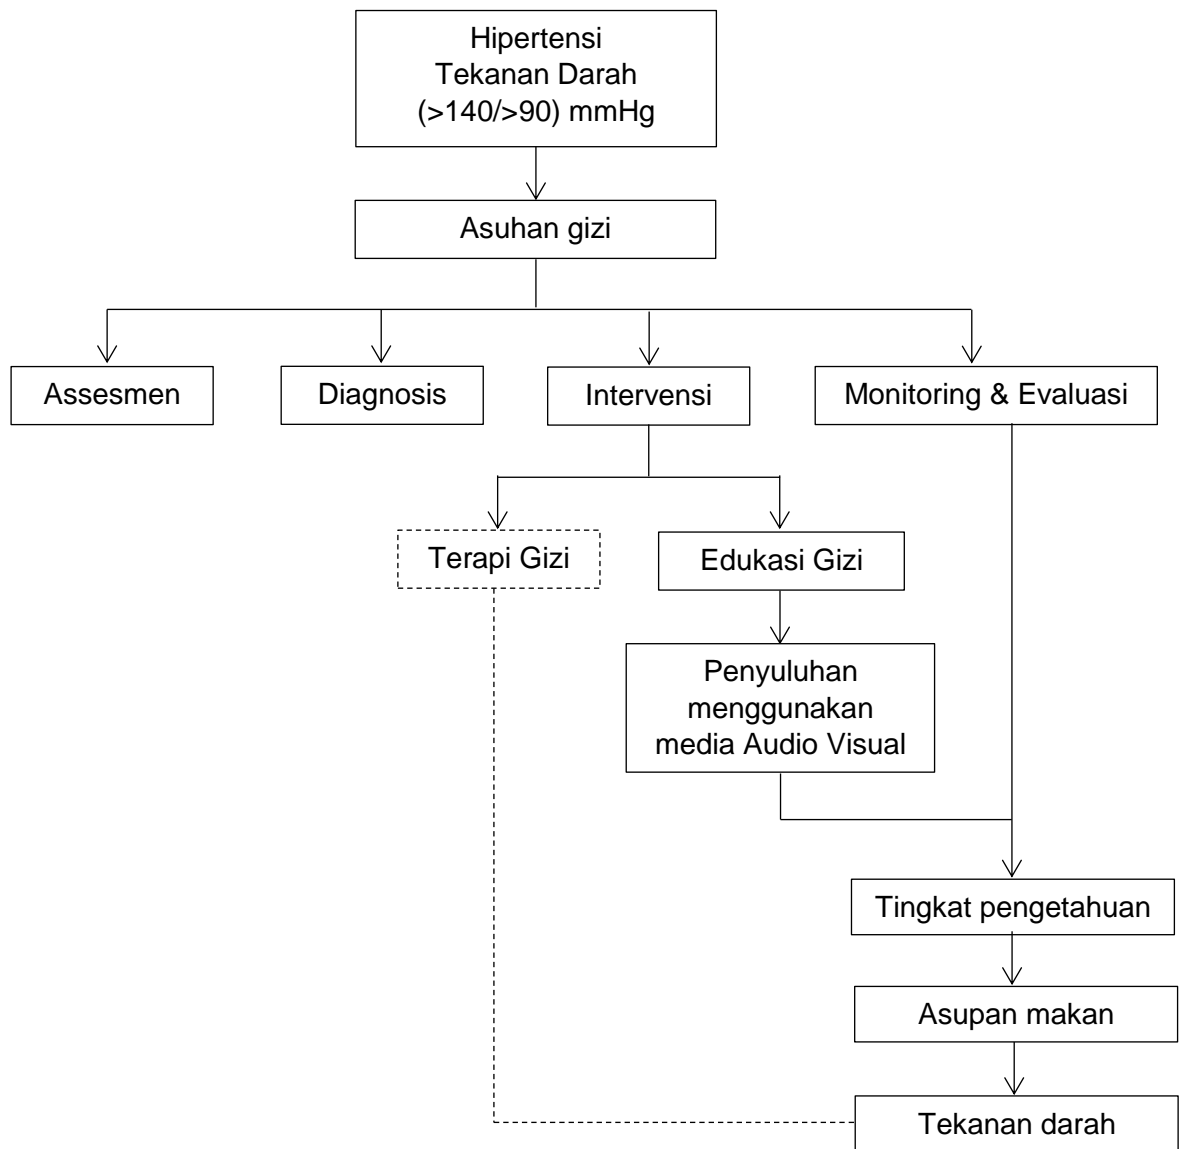 Hipertensi
Tekanan Darah
(>140/>90) mmHg
Asuhan gizi
Assesmen
Diagnosis
Intervensi
Monitoring & Evaluasi
Terapi Gizi
Edukasi Gizi
Penyuluhan
menggunakan
media Audio Visual
Tingkat pengetahuan
Asupan makan
Tekanan darah